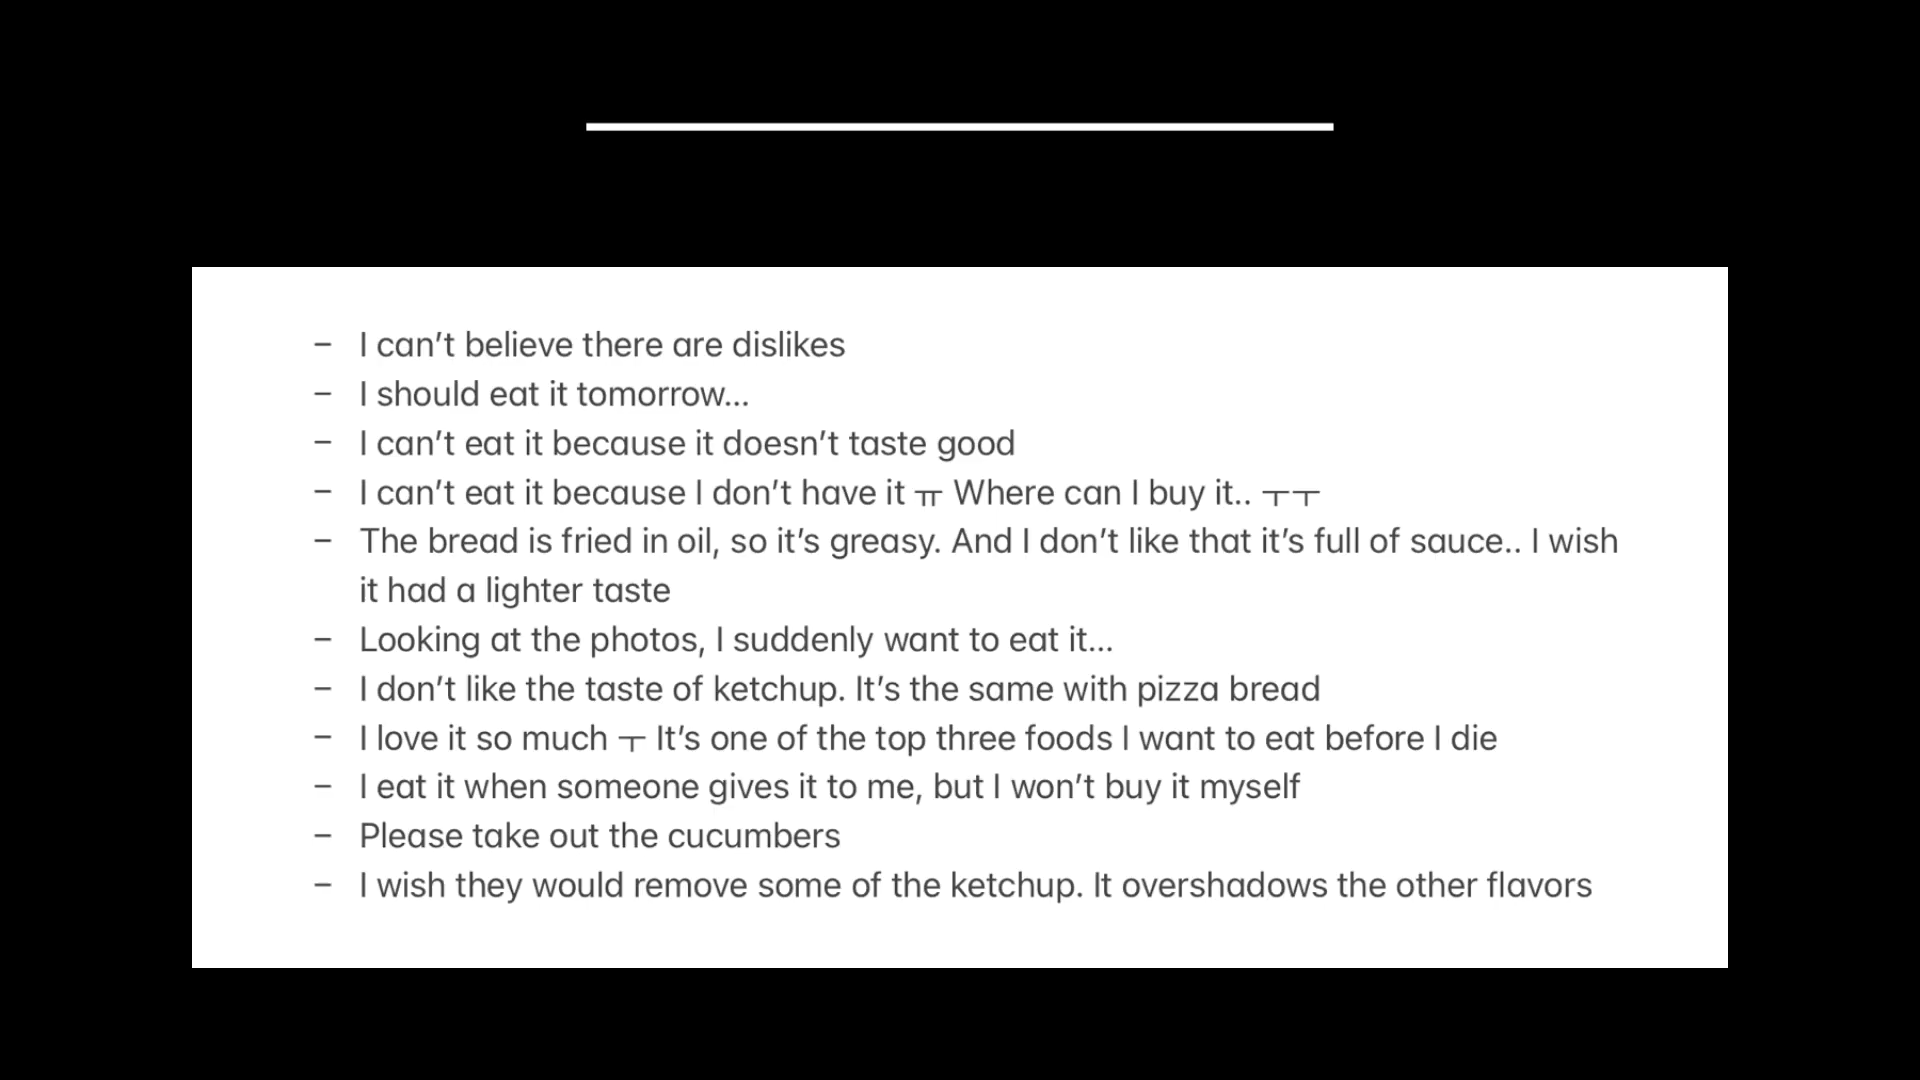 – I can’t believe there are dislikes
– I should eat it tomorrow...
– I can’t eat it because it doesn’t taste good
– I can’t eat it because I don’t have it ㅠ Where can I buy it.. ㅜㅜ
– The bread is fried in oil, so it’s greasy. And I don’t like that it’s full of sauce.. I wish
it had a lighter taste
– Looking at the photos, I suddenly want to eat it...
– I don’t like the taste of ketchup. It’s the same with pizza bread
– I love it so much ㅜ It’s one of the top three foods I want to eat before I die
– I eat it when someone gives it to me, but I won’t buy it myself
– Please take out the cucumbers
– I wish they would remove some of the ketchup. It overshadows the other flavors